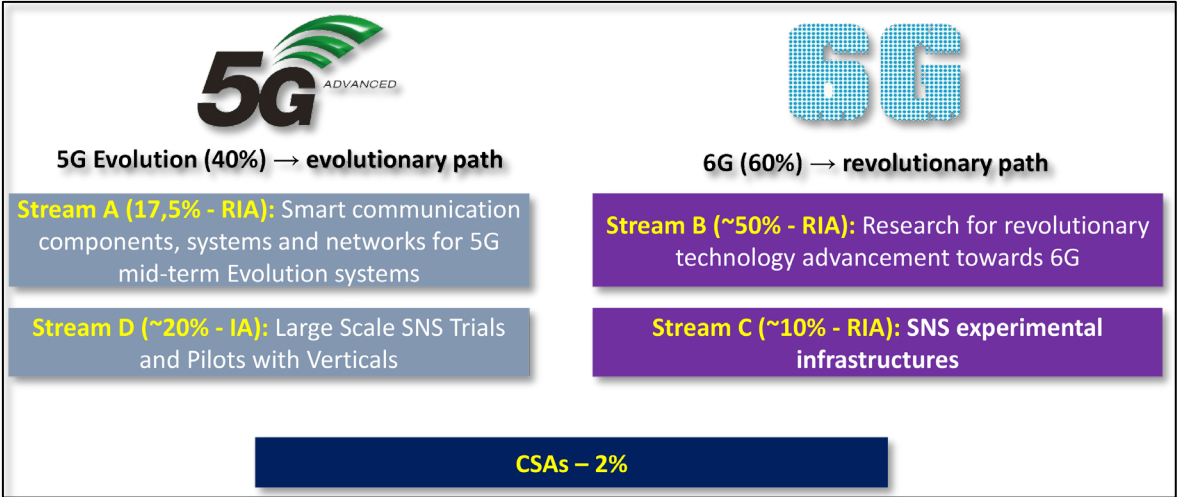 5G
ADVANCED
5G Evolution (40%) → evolutionary path
Stream A (17,5% - RIA): Smart communication
components, systems and networks for 5G
mid-term Evolution systems
Stream D (~20% - IA): Large Scale SNS Trials
and Pilots with Verticals
6G
6G (60%) → revolutionary path
Stream B (~50% - RIA): Research for revolutionary
technology advancement towards 6G
Stream C (~10% - RIA): SNS experimental
infrastructures
CSAs – 2%